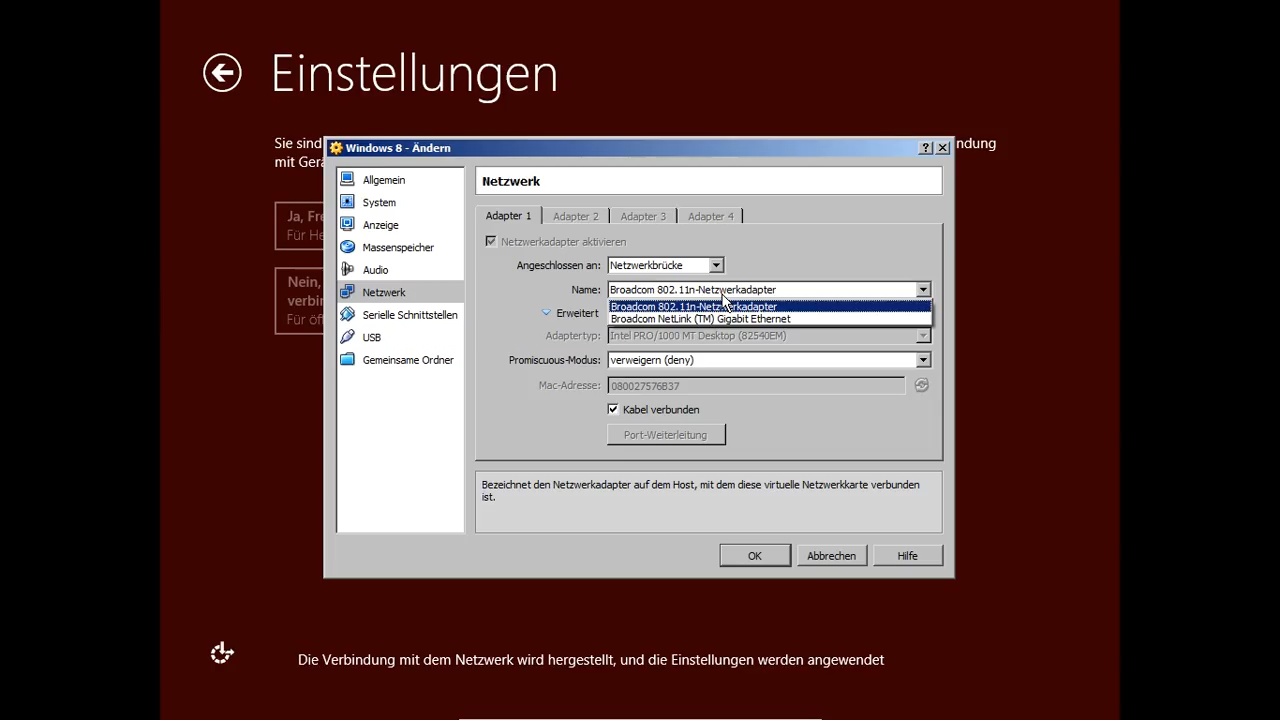 Einstellungen
Sie sind
ndung
mit Gerä
Windows 8 - Ändern
Allgemein
System
Anzeige
Massenspeicher
Audio
Netzwerk
Serielle Schnittstellen
USB
Gemeinsame Ordner
Netzwerk
Adapter 1
Adapter 2
Adapter 3
Adapter 4
Netzwerkadapter aktivieren
Angeschlossen an: Netzwerkbrücke
Name: Broadcom 802.11n-Netzwerkadapter
Broadcom 802.11n-Netzwerkadapter
Broadcom NetLink (TM) Gigabit Ethernet
Erweitert
Adaptertyp: Intel PRO/1000 MT Desktop (82540EM)
Promiscuous-Modus: verweigern (deny)
Mac-Adresse: 080027576B37
Kabel verbunden
Port-Weiterleitung
Bezeichnet den Netzwerkadapter auf dem Host, mit dem diese virtuelle Netzwerkkarte verbunden
ist.
OK
Abbrechen
Hilfe
Ja, Fre
Für He
Nein,
verbin
Für öf
Die Verbindung mit dem Netzwerk wird hergestellt, und die Einstellungen werden angewendet